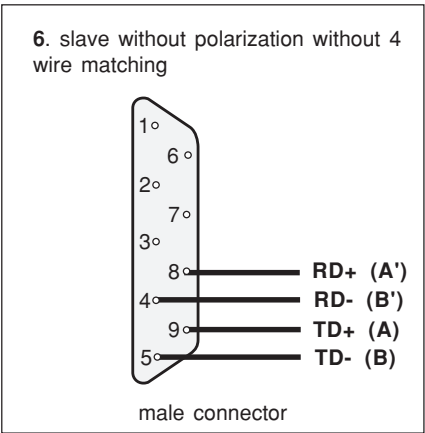 6. slave without polarization without 4
wire matching
1
6
2
7
3
8 RD+ (A')
4 RD- (B')
9 TD+ (A)
5 TD- (B)
male connector